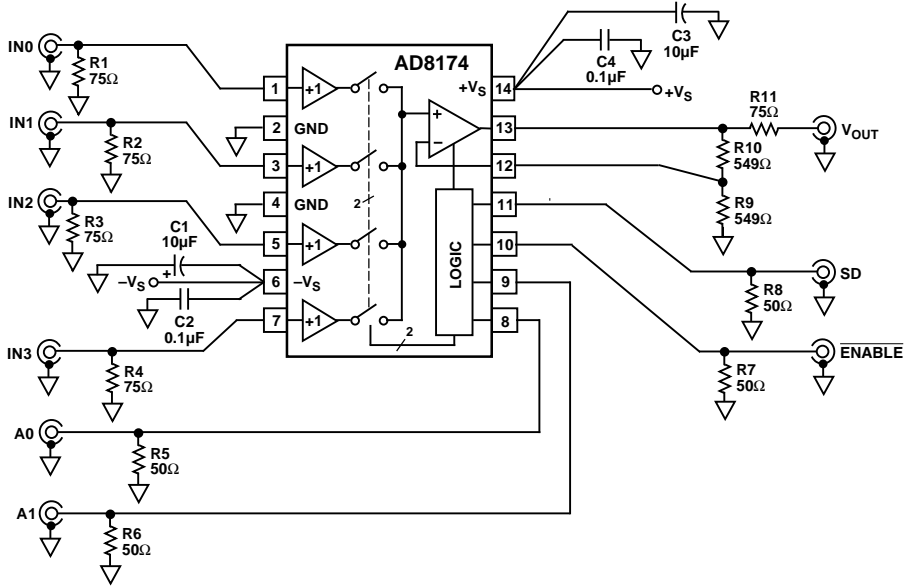 IN0
R1
75Ω
IN1
R2
75Ω
IN2
R3
75Ω
C1
10µF
+
–VS
C2
0.1µF
IN3
R4
75Ω
A0
R5
50Ω
A1
R6
50Ω
AD8174
1
+1
2
GND
3
+1
4
GND
5
+1
6
–VS
7
+1
2
2
+
–
LOGIC
+VS
14
13
12
11
10
9
8
C3
10µF
C4
0.1µF
+VS
R11
75Ω
VOUT
R10
549Ω
R9
549Ω
SD
R8
50Ω
ENABLE
R7
50Ω